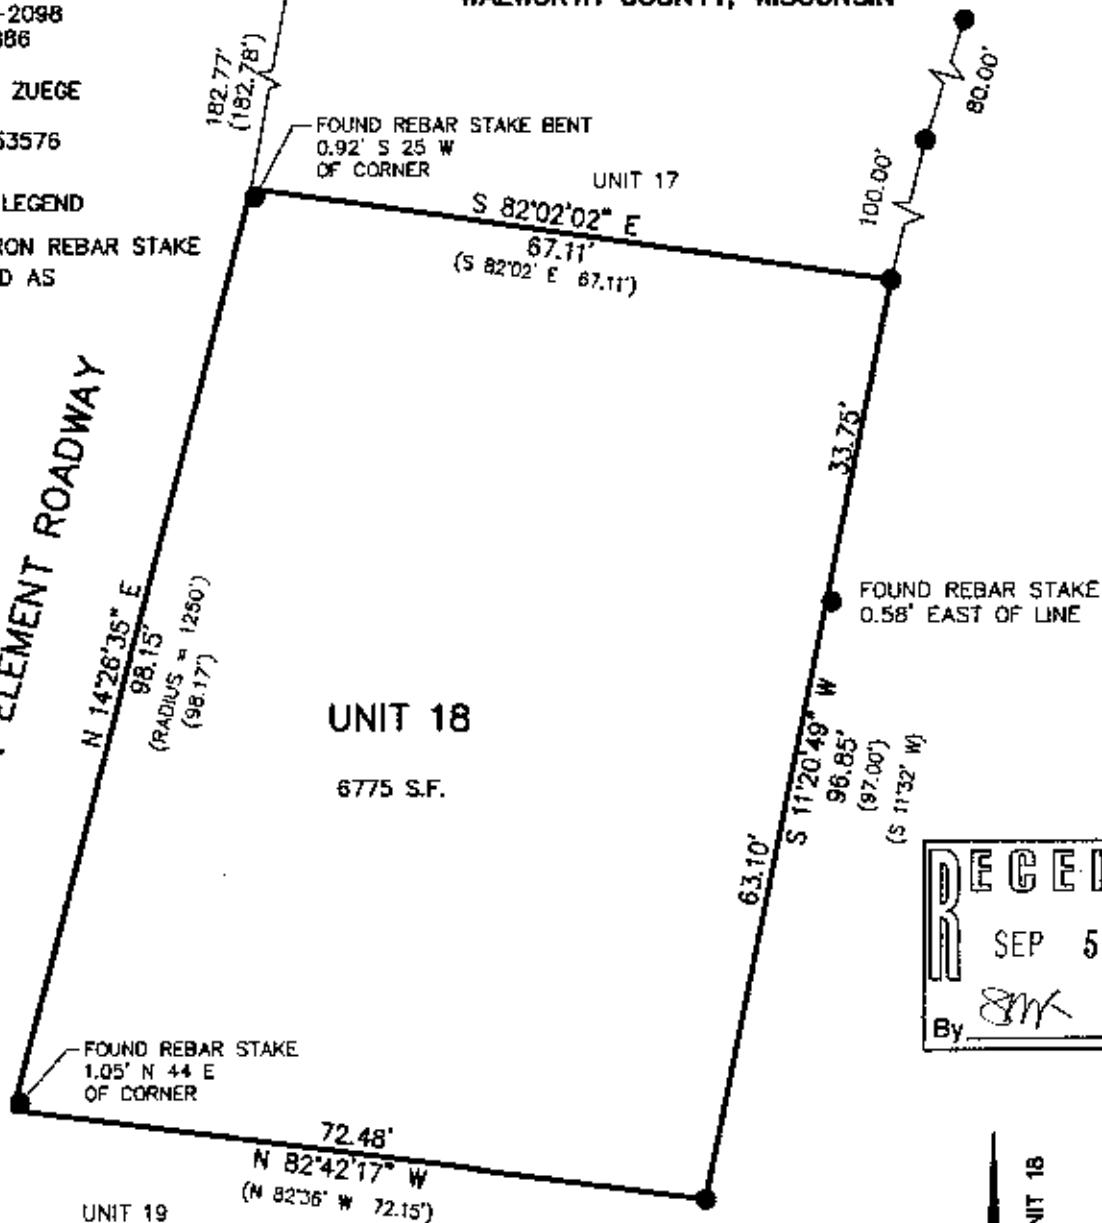 -2098
WALWORTH COUNTY, WISCONSIN
ZUEGE
53576
LEGEND
RON REBAR STAKE
D AS
182.77'
(182.78')
FOUND REBAR STAKE BENT
0.92' S 25 W
OF CORNER
UNIT 17
S 82°02'02" E
67.11'
(S 82°02' E 67.11')
80.00'
100.00'
33.75'
ELEMENT ROADWAY
N 14°26'35" E
98.15'
(RADIUS = 1250')
(98.17')
FOUND REBAR STAKE
0.58' EAST OF LINE
UNIT 18
6775 S.F.
S 11°20'49" W
96.85'
(97.00')
(S 11°32' W)
63.10'
RECE
SEP 5
By SMK
FOUND REBAR STAKE
1.05' N 44 E
OF CORNER
72.48'
N 82°42'17" W
(N 82°36' W 72.15')
UNIT 19
NIT 18